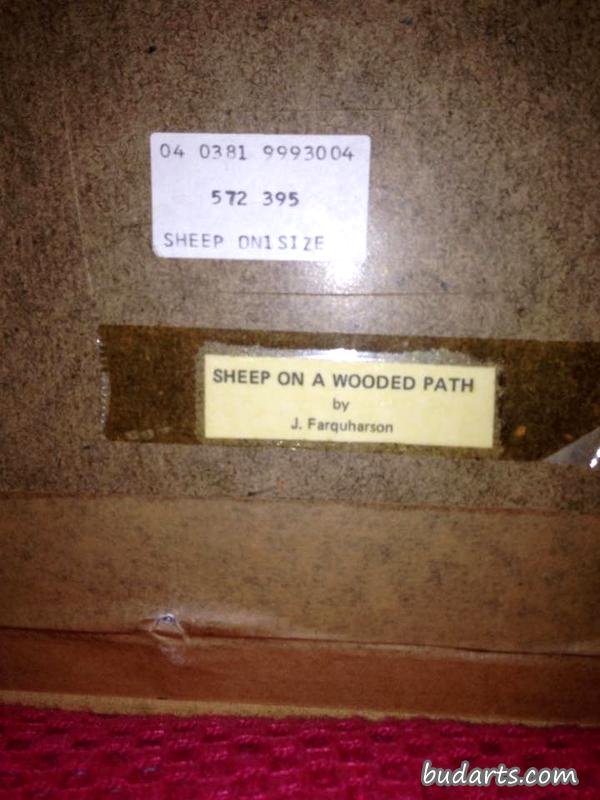 04 0381 9993004
572 395
SHEEP ON1SIZE
SHEEP ON A WOODED PATH
by
J. Farquharson
budarts.com